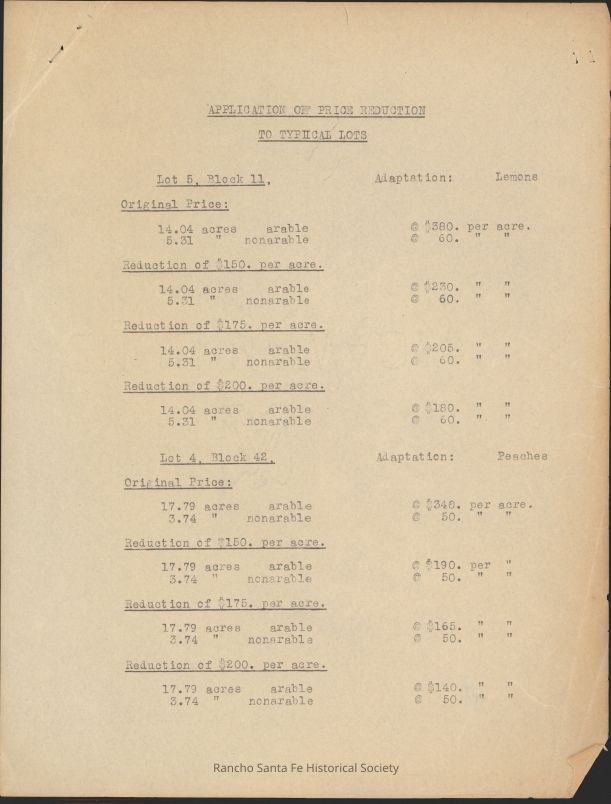 APPLICATION OF PRICE REDUCTION
TO TYPIICAL LOTS
Lot 5, Block 11, Adaptation: Lemons
Original Price:
14.04 acres arable @ $380. per acre.
5.31 " nonarable @ 60. " "
Reduction of $150. per acre.
14.04 acres arable @ $230. " "
5.31 " nonarable @ 60. " "
Reduction of $175. per acre.
14.04 acres arable @ $205. " "
5.31 " nonarable @ 60. " "
Reduction of $200. per acre.
14.04 acres arable @ $180. " "
5.31 " nonarable @ 60. " "
Lot 4, Block 42, Adaptation: Peaches
Original Price:
17.79 acres arable @ $340. per acre.
3.74 " nonarable @ 50. " "
Reduction of $150. per acre.
17.79 acres arable @ $190. per "
3.74 " nonarable @ 50. " "
Reduction of $175. per acre.
17.79 acres arable @ $165. " "
3.74 " nonarable @ 50. " "
Reduction of $200. per acre.
17.79 acres arable @ $140. " "
3.74 " nonarable @ 50. " "
Rancho Santa Fe Historical Society